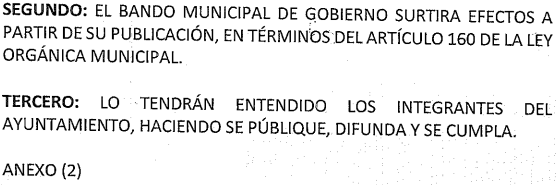 SEGUNDO: EL BANDO MUNICIPAL DE GOBIERNO SURTIRA EFECTOS A
PARTIR DE SU PUBLICACIÓN, EN TÉRMINOS DEL ARTÍCULO 160 DE LA LEY
ORGÁNICA MUNICIPAL.
TERCERO: LO TENDRÁN ENTENDIDO LOS INTEGRANTES DEL
AYUNTAMIENTO, HACIENDO SE PÚBLIQUE, DIFUNDA Y SE CUMPLA.
ANEXO (2)